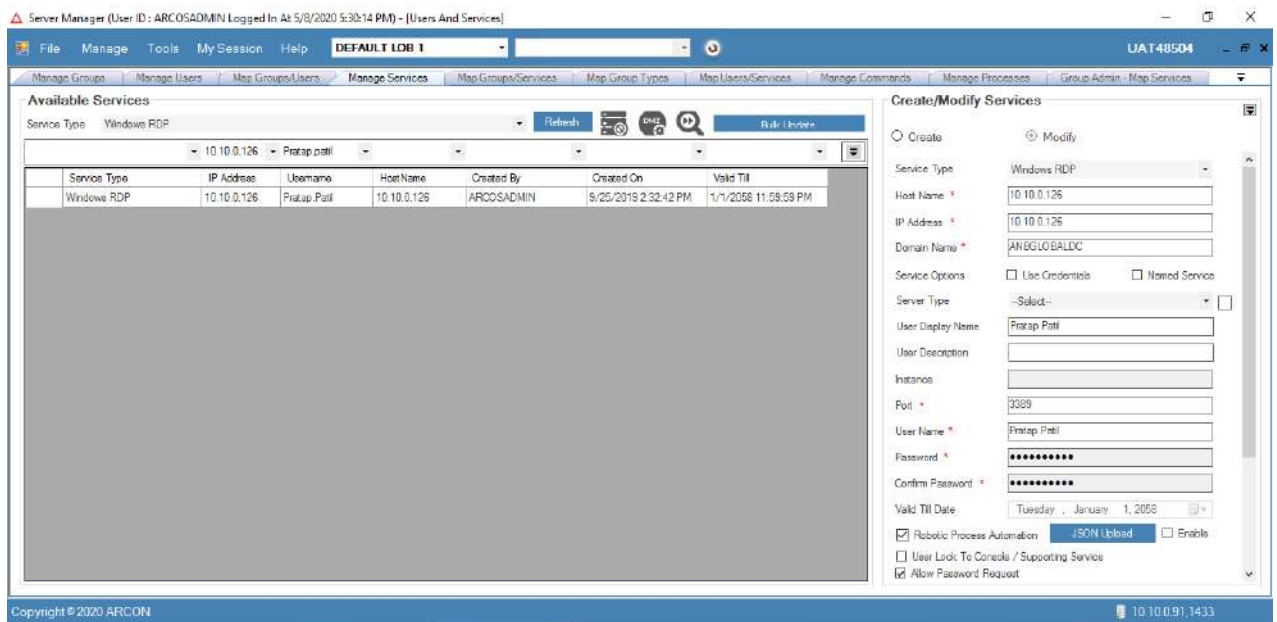 Server Manager (User ID : ARCOSADMIN Logged In At 5/8/2020 5:30:14 PM) - [Users And Services]
File Manage Tools My Session Help DEFAULT LOB 1 UAT48504
Manage Groups Manage Users Map Groups/Users Manage Services Map Groups/Services Map Group Types Map Users/Services Manage Commands Manage Processes Group Admin - Map Services
Available Services
Service Type Windows RDP Refresh DMZ Bulk Update
10.10.0.126 Pratap.patil
Service Type IP Address Username Host Name Created By Created On Valid Till
Windows RDP 10.10.0.126 Pratap.Patil 10.10.0.126 ARCOSADMIN 9/25/2019 2:32:42 PM 1/1/2058 11:59:59 PM
Create/Modify Services
Create Modify
Service Type Windows RDP
Host Name * 10.10.0.126
IP Address * 10.10.0.126
Domain Name * ANBGLOBALDC
Service Options Use Credentials Named Service
Server Type --Select--
User Display Name Pratap Patil
User Description
Instance
Port * 3389
User Name * Pratap Patil
Password * ••••••••••
Confirm Password * ••••••••••
Valid Till Date Tuesday , January 1, 2058
Robotic Process Automation JSON Upload Enable
User Lock To Console / Supporting Service
Allow Password Request
Copyright © 2020 ARCON 10.10.0.91,1433